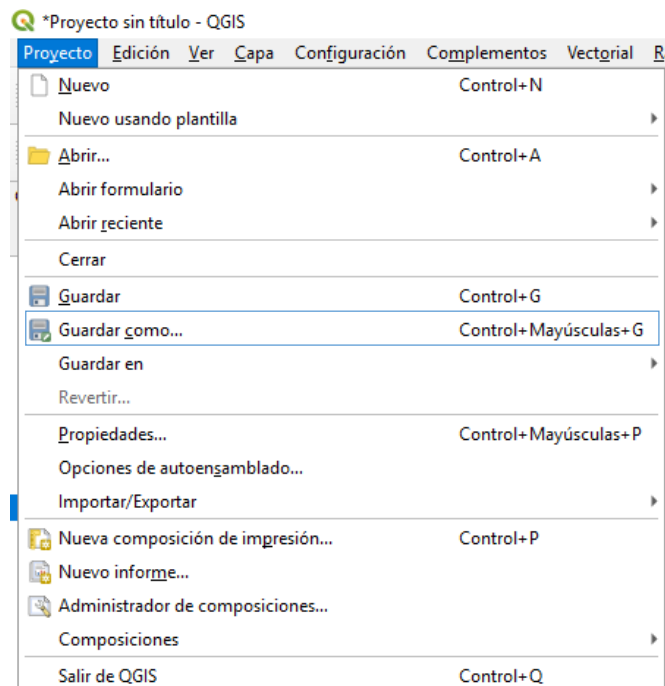 *Proyecto sin título - QGIS
Proyecto Edición Ver Capa Configuración Complementos Vectorial R
Nuevo Control+N
Nuevo usando plantilla
Abrir... Control+A
Abrir formulario
Abrir reciente
Cerrar
Guardar Control+G
Guardar como... Control+Mayúsculas+G
Guardar en
Revertir...
Propiedades... Control+Mayúsculas+P
Opciones de autoensamblado...
Importar/Exportar
Nueva composición de impresión... Control+P
Nuevo informe...
Administrador de composiciones...
Composiciones
Salir de QGIS Control+Q